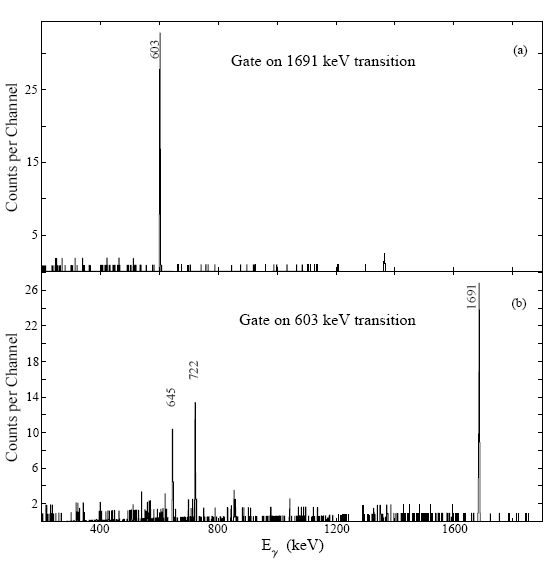 603
(a)
Gate on 1691 keV transition
Counts per Channel
25
15
5
1691
(b)
Gate on 603 keV transition
722
645
Counts per Channel
26
22
18
14
10
6
2
400
800
1200
1600
Eγ (keV)